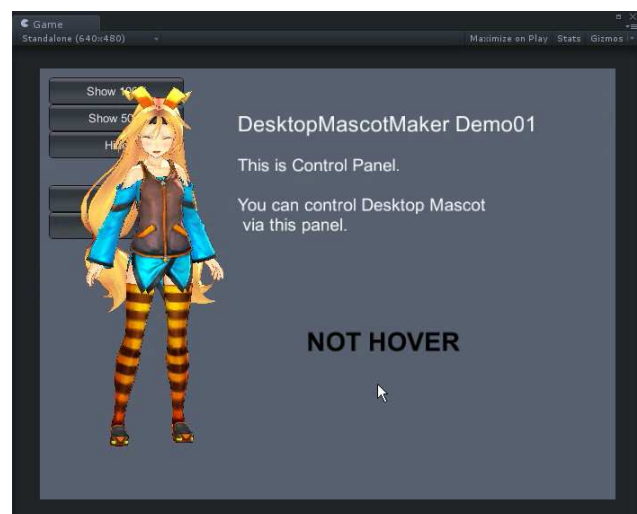 Game
Standalone (640x480)
Maximize on Play Stats Gizmos
Show
Show 50
DesktopMascotMaker Demo01
This is Control Panel.
You can control Desktop Mascot
via this panel.
NOT HOVER